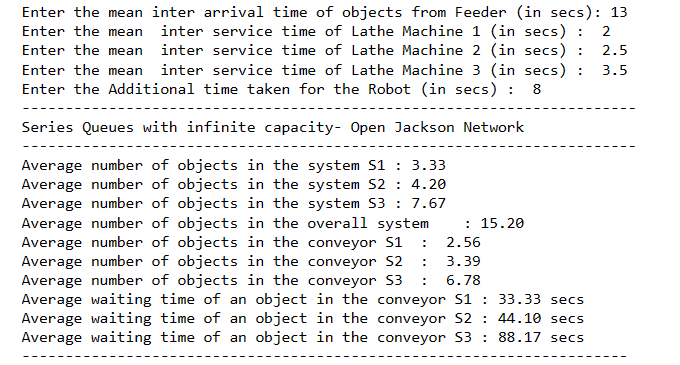 Enter the mean inter arrival time of objects from Feeder (in secs): 13
Enter the mean  inter service time of Lathe Machine 1 (in secs) :  2
Enter the mean  inter service time of Lathe Machine 2 (in secs) :  2.5
Enter the mean  inter service time of Lathe Machine 3 (in secs) :  3.5
Enter the Additional time taken for the Robot (in secs) :  8
----------------------------------------------------------------------
Series Queues with infinite capacity- Open Jackson Network
----------------------------------------------------------------------
Average number of objects in the system S1 : 3.33
Average number of objects in the system S2 : 4.20
Average number of objects in the system S3 : 7.67
Average number of objects in the overall system    : 15.20
Average number of objects in the conveyor S1  :  2.56
Average number of objects in the conveyor S2  :  3.39
Average number of objects in the conveyor S3  :  6.78
Average waiting time of an object in the conveyor S1 : 33.33 secs
Average waiting time of an object in the conveyor S2 : 44.10 secs
Average waiting time of an object in the conveyor S3 : 88.17 secs
---------------------------------------------------------------------